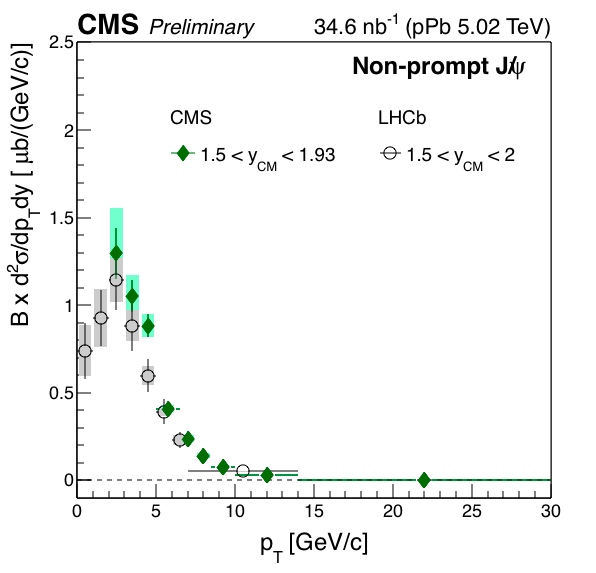 CMS Preliminary 34.6 nb⁻¹ (pPb 5.02 TeV)
Non-prompt J/ψ
CMS LHCb
1.5 < y_CM < 1.93 1.5 < y_CM < 2
B x d²σ/dp_Tdy [ μb/(GeV/c)]
2.5
2
1.5
1
0.5
0
0 5 10 15 20 25 30
p_T [GeV/c]